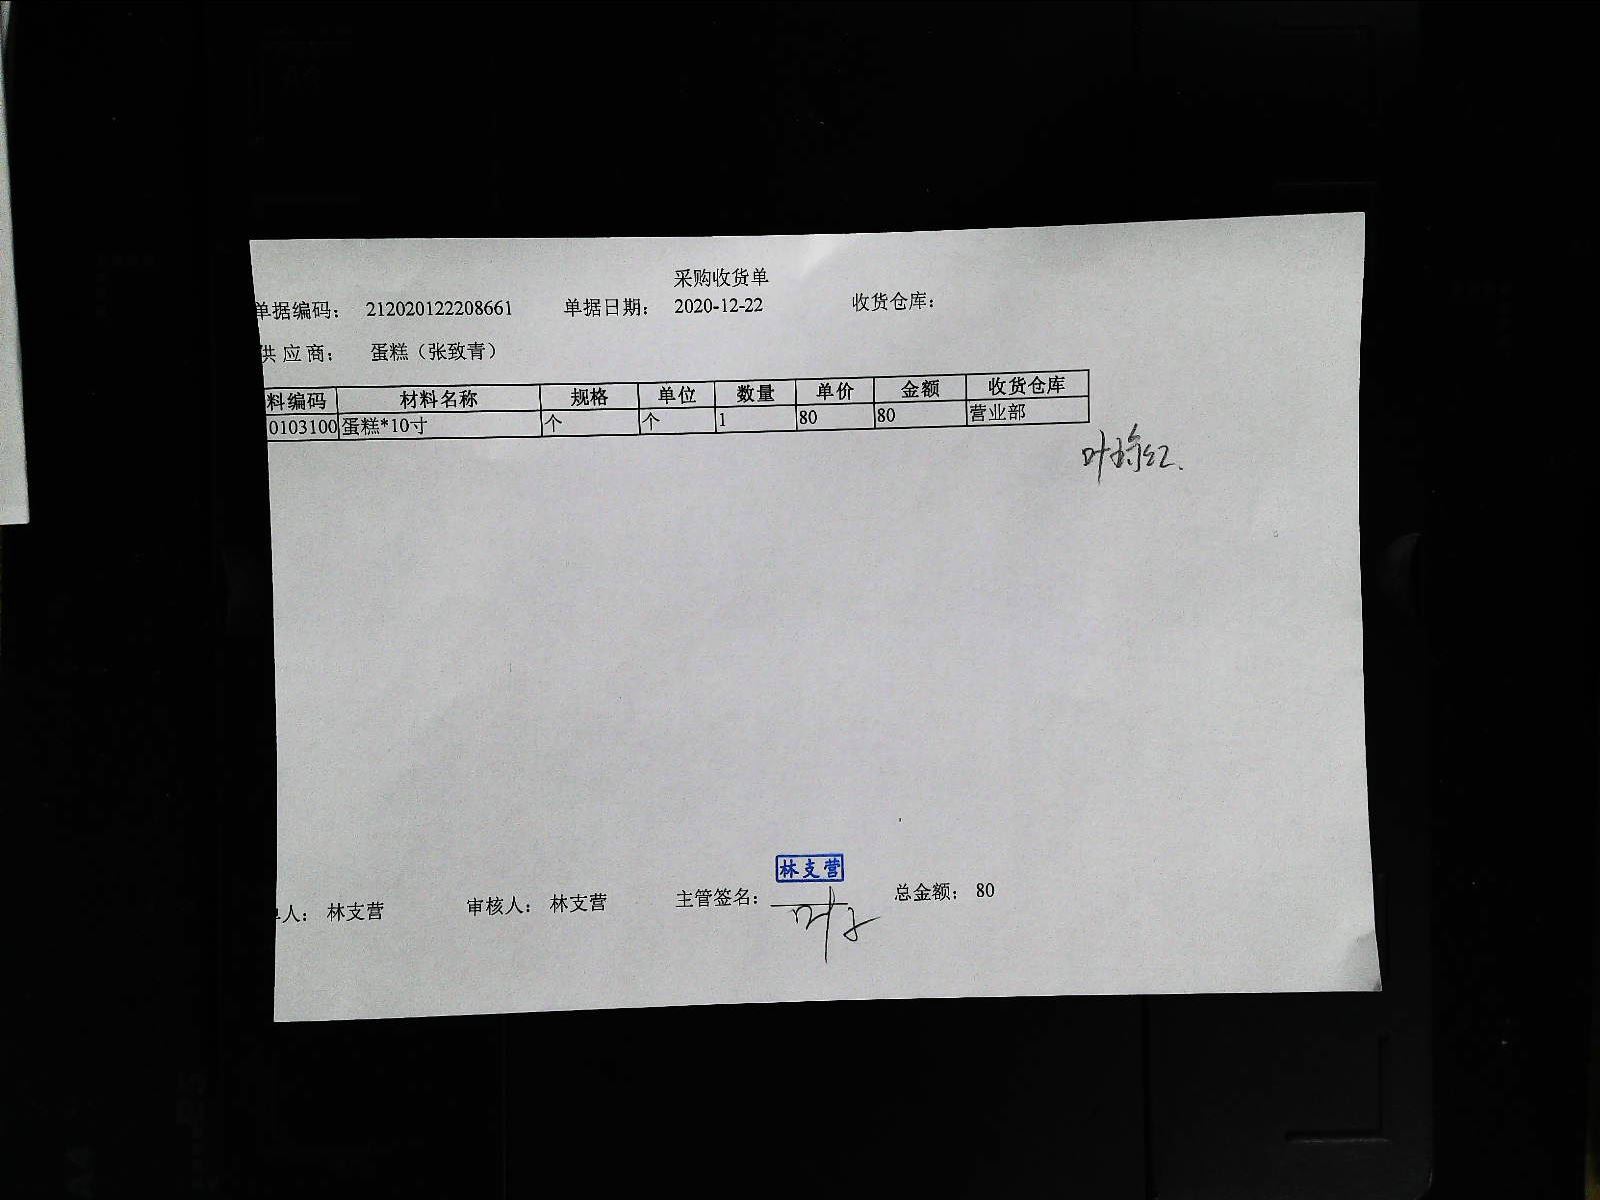 采购收货单
单据编码： 212020122208661 单据日期： 2020-12-22 收货仓库：
供 应 商： 蛋糕（张致青）
料编码 材料名称 规格 单位 数量 单价 金额 收货仓库
0103100 蛋糕*10寸 个 个 1 80 80 营业部
林支营
单人： 林支营 审核人： 林支营 主管签名： 总金额： 80